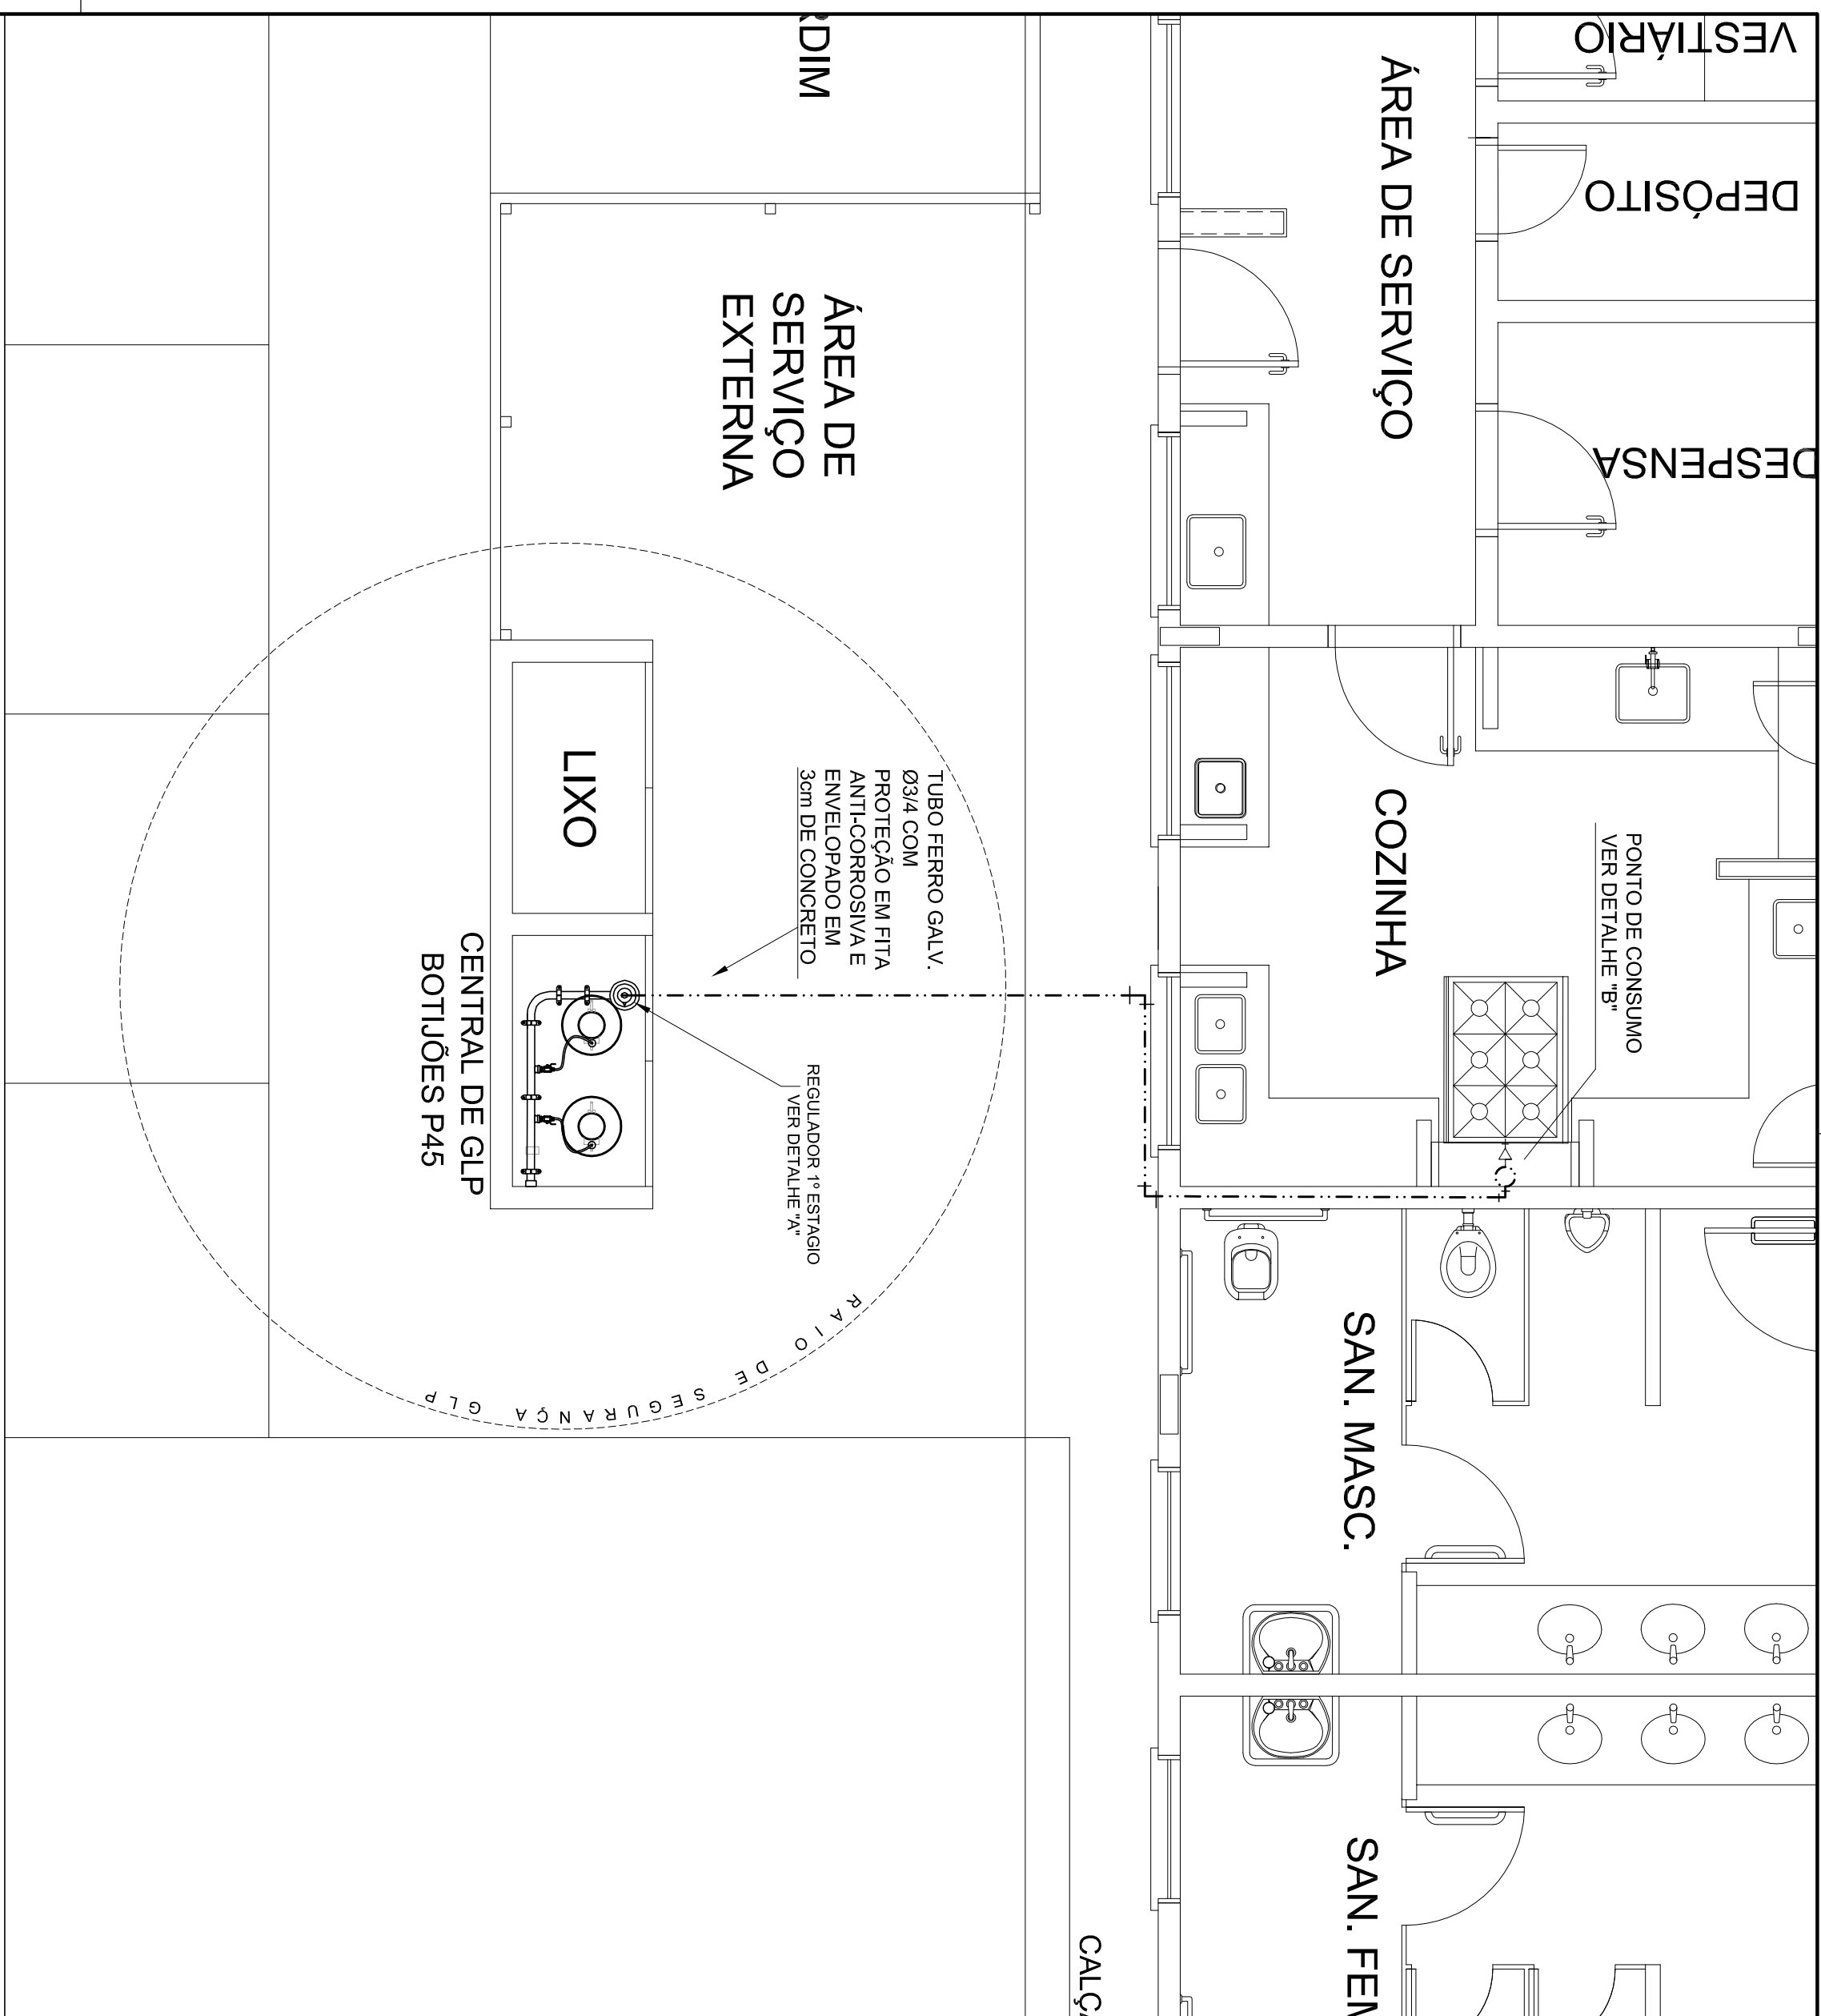 VESTIÁRIO
DEPÓSITO
DESPENSA
ÁREA DE SERVIÇO
RDIM
ÁREA DE
SERVIÇO
EXTERNA
COZINHA
PONTO DE CONSUMO
VER DETALHE "B"
TUBO FERRO GALV.
Ø3/4 COM
PROTEÇÃO EM FITA
ANTI-CORROSIVA E
ENVELOPADO EM
3cm DE CONCRETO
LIXO
REGULADOR 1º ESTAGIO
VER DETALHE "A"
CENTRAL DE GLP
BOTIJÕES P45
RAIO DE SEGURANÇA GLP
SAN. MASC.
SAN. FEM
CALÇA